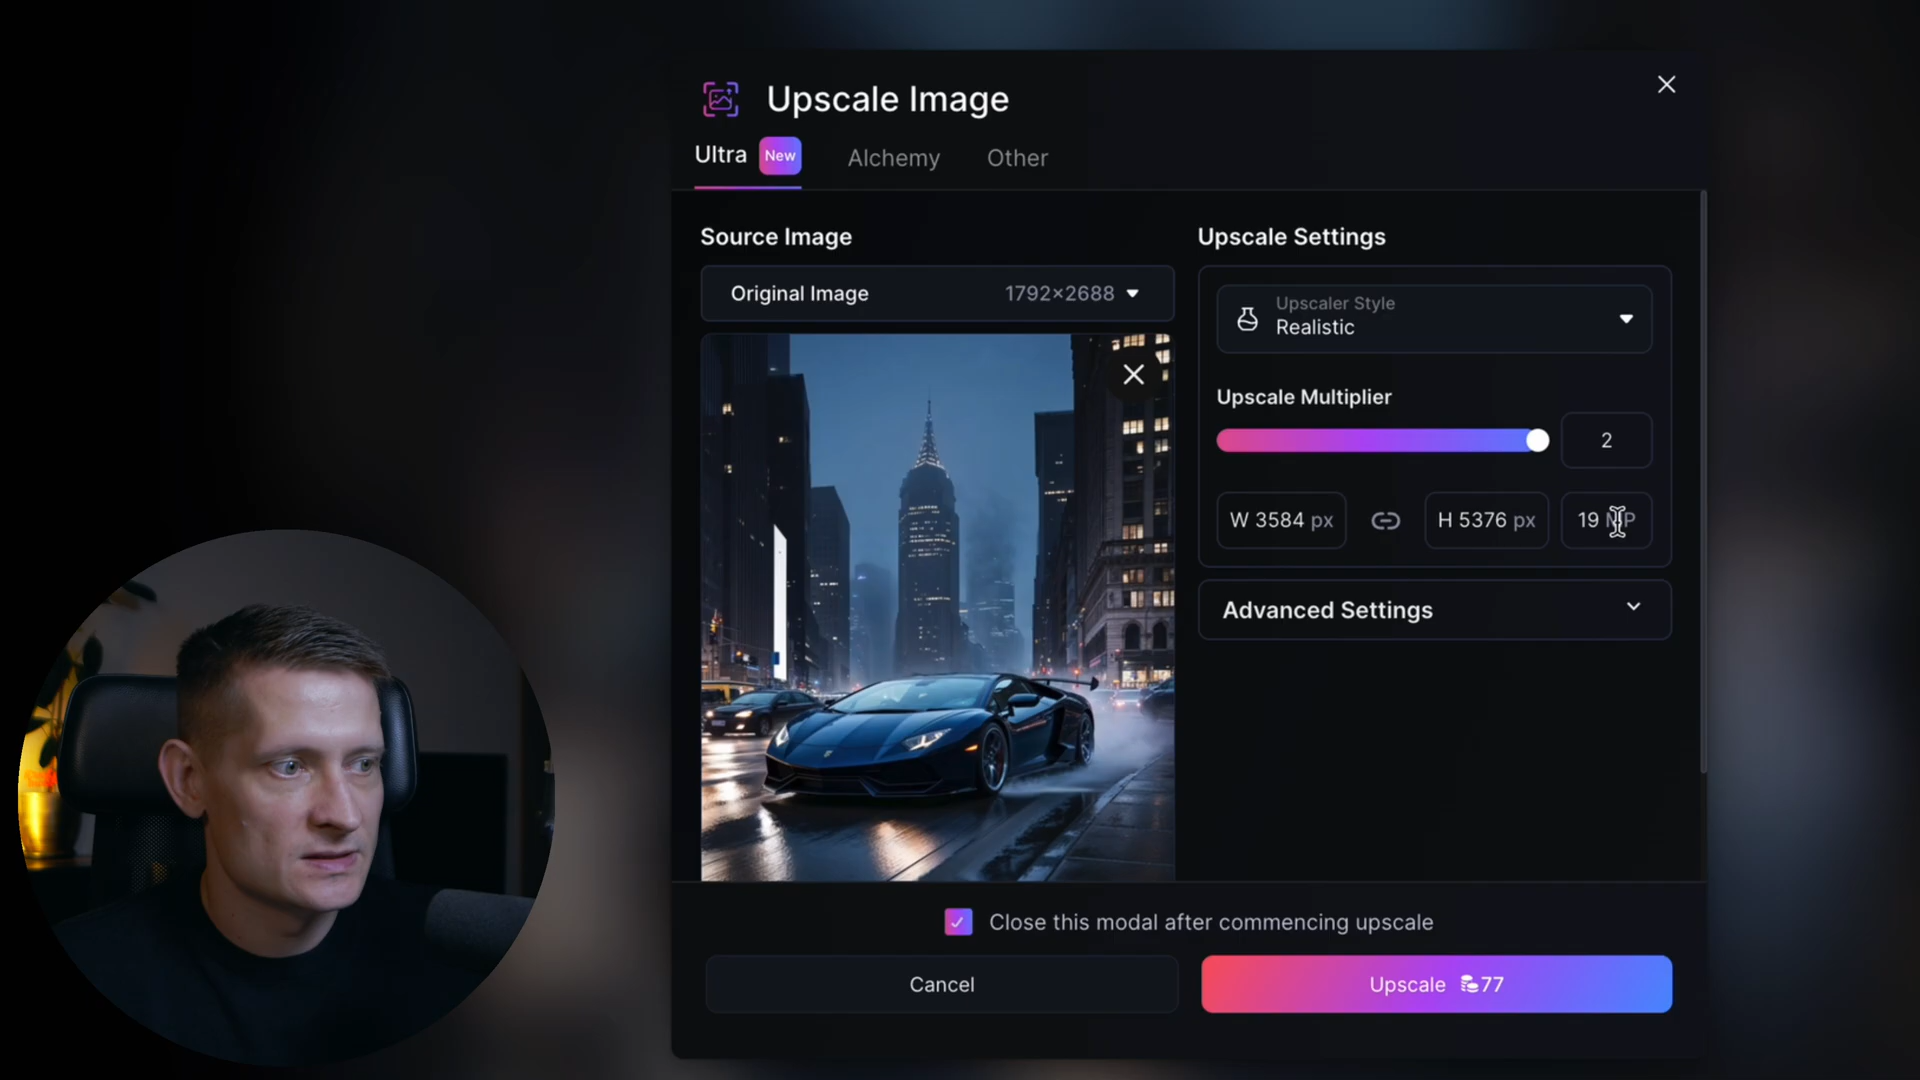 Upscale Image
Ultra New Alchemy Other
Source Image
Original Image 1792×2688
Upscale Settings
Upscaler Style
Realistic
Upscale Multiplier
2
W 3584 px H 5376 px 19 MP
Advanced Settings
Close this modal after commencing upscale
Cancel
Upscale 77